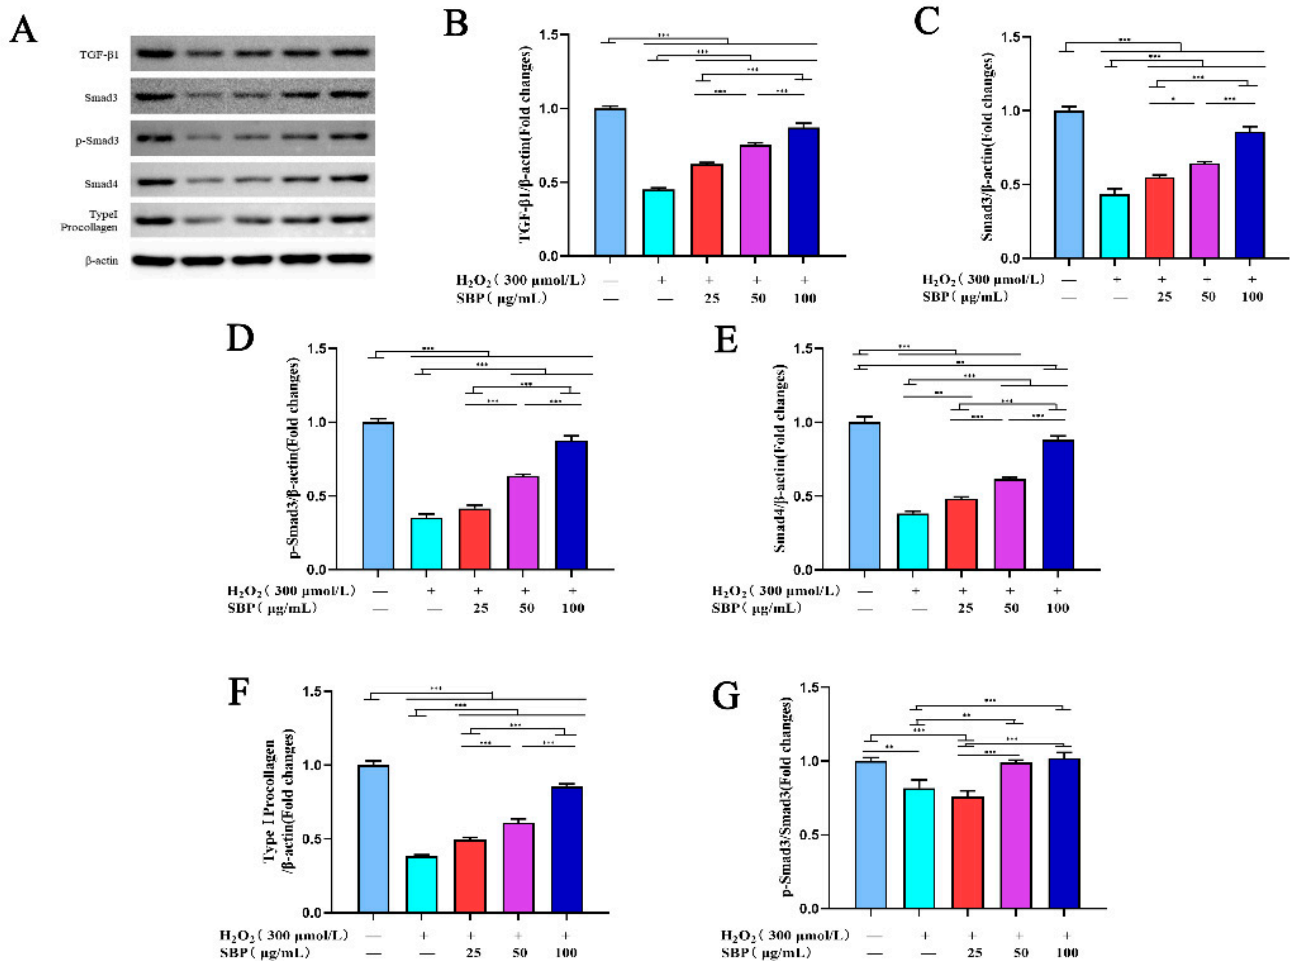 A
TGF-β1
Smad3
p-Smad3
Smad4
TypeI
Procollagen
β-actin
B
TGF-β1/β-actin(Fold changes)
1.5
1.0
0.5
0.0
***
***
***
***
***
H₂O₂( 300 μmol/L) — + + + +
SBP( μg/mL) — — 25 50 100
C
Smad3/β-actin(Fold changes)
1.5
1.0
0.5
0.0
***
***
***
*
***
H₂O₂( 300 μmol/L) — + + + +
SBP( μg/mL) — — 25 50 100
D
p-Smad3/β-actin(Fold changes)
1.5
1.0
0.5
0.0
***
***
***
***
***
H₂O₂( 300 μmol/L) — + + + +
SBP( μg/mL) — — 25 50 100
E
Smad4/β-actin(Fold changes)
1.5
1.0
0.5
0.0
***
**
***
**
***
***
***
H₂O₂( 300 μmol/L) — + + + +
SBP( μg/mL) — — 25 50 100
F
Type I Procollagen
/β-actin(Fold changes)
1.5
1.0
0.5
0.0
***
***
***
***
***
H₂O₂( 300 μmol/L) — + + + +
SBP( μg/mL) — — 25 50 100
G
p-Smad3/Smad3(Fold changes)
1.5
1.0
0.5
0.0
***
**
***
***
**
***
H₂O₂( 300 μmol/L) — + + + +
SBP( μg/mL) — — 25 50 100